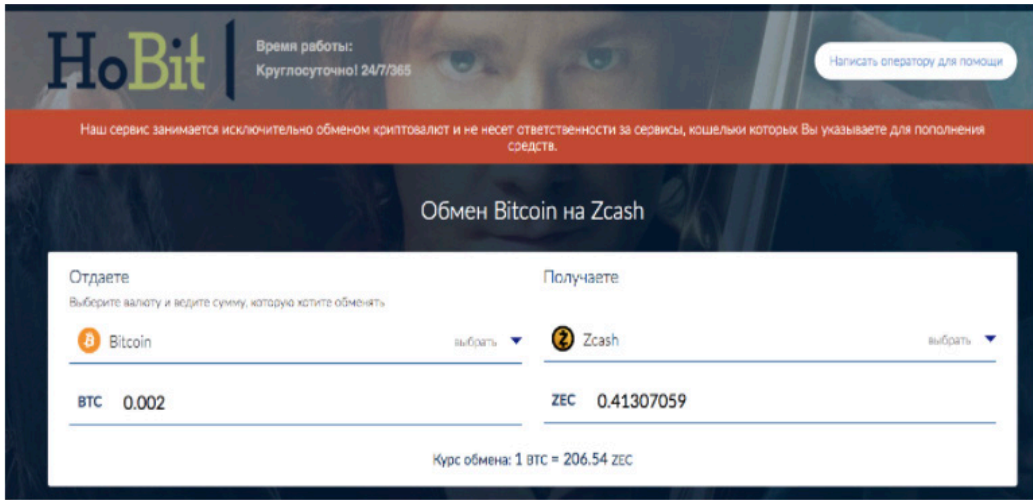 HoBit
Время работы:
Круглосуточно! 24/7/365
Написать оператору для помощи
Наш сервис занимается исключительно обменом криптовалют и не несет ответственности за сервисы, кошельки которых Вы указываете для пополнения
средств.
Обмен Bitcoin на Zcash
Отдаете
Получаете
Выберите валюту и ведите сумму, которую хотите обменять
Bitcoin
выбрать
Zcash
выбрать
BTC 0.002
ZEC 0.41307059
Курс обмена: 1 BTC = 206.54 ZEC